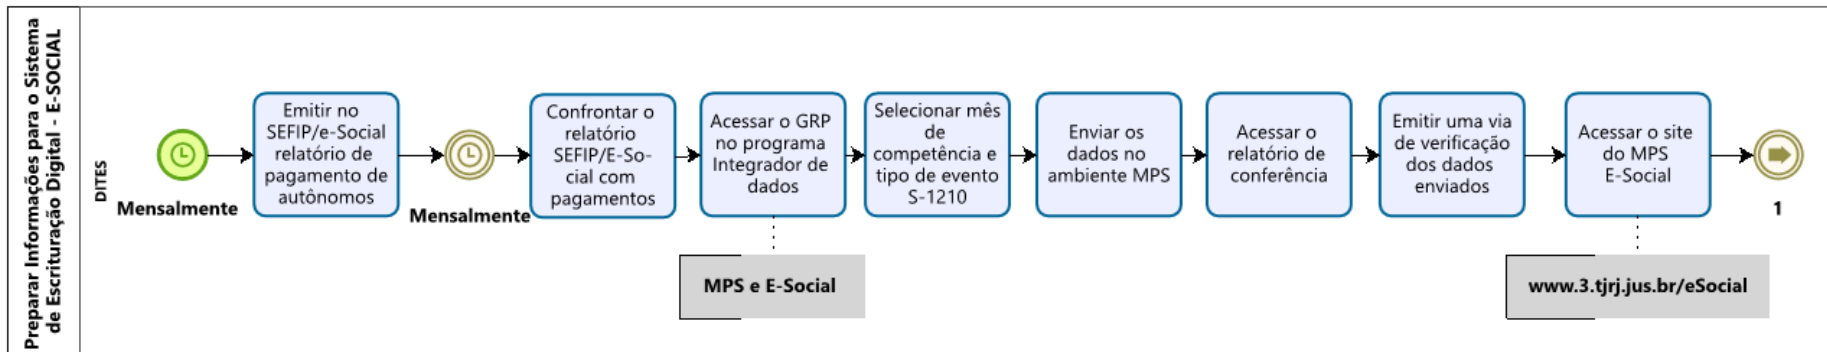 Preparar Informações para o Sistema
de Escrituração Digital - E-SOCIAL
DITES
Mensalmente
Emitir no
SEFIP/e-Social
relatório de
pagamento de
autônomos
Mensalmente
Confrontar o
relatório
SEFIP/E-So-
cial com
pagamentos
Acessar o GRP
no programa
Integrador de
dados
MPS e E-Social
Selecionar mês
de
competência e
tipo de evento
S-1210
Enviar os
dados no
ambiente MPS
Acessar o
relatório de
conferência
Emitir uma via
de verificação
dos dados
enviados
Acessar o site
do MPS
E-Social
www.3.tjrj.jus.br/eSocial
1